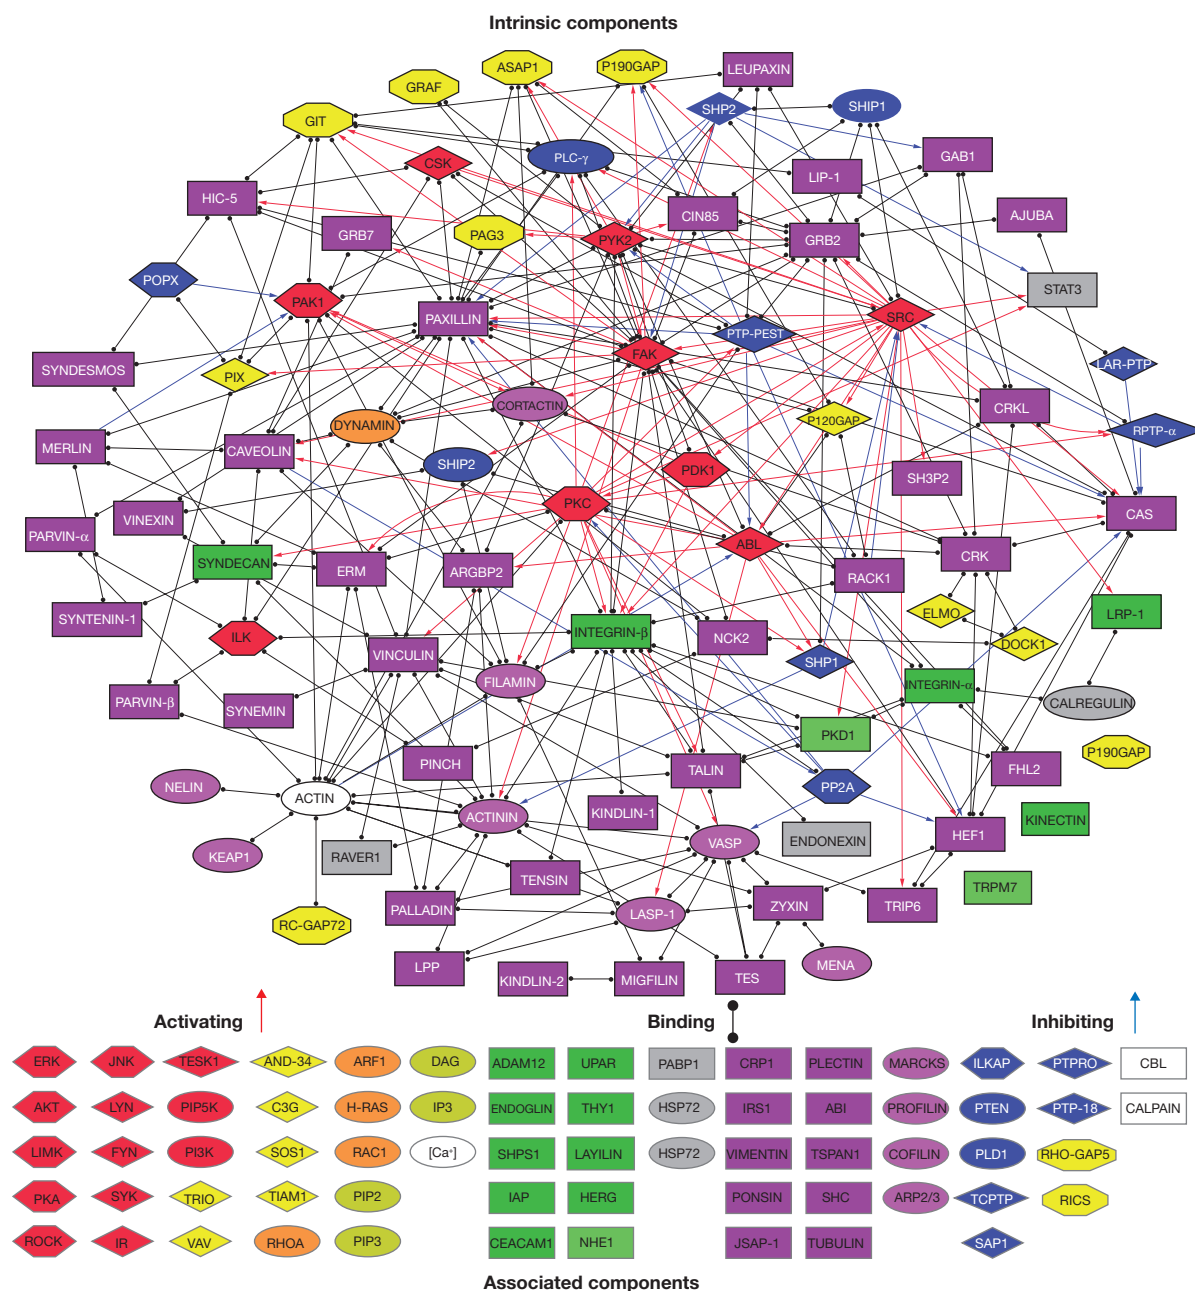 Intrinsic components
ASAP1
P190GAP
LEUPAXIN
GRAF
SHP2
SHIP1
GIT
PLC-γ
GAB1
CSK
LIP-1
HIC-5
CIN85
AJUBA
GRB7
PAG3
PYK2
GRB2
POPX
STAT3
PAK1
PAXILLIN
SRC
PTP-PEST
FAK
LAR-PTP
SYNDESMOS
PIX
CORTACTIN
CRKL
P120GAP
DYNAMIN
RPTP-α
MERLIN
CAVEOLIN
SHIP2
PDK1
SH3P2
PKC
VINEXIN
CAS
PARVIN-α
ABL
CRK
SYNDECAN
ERM
ARGBP2
RACK1
SYNTENIN-1
ELMO
LRP-1
ILK
INTEGRIN-β
NCK2
DOCK1
VINCULIN
SHP1
FILAMIN
INTEGRIN-α
PARVIN-β
SYNEMIN
CALREGULIN
PKD1
P190GAP
PINCH
TALIN
FHL2
NELIN
ACTIN
PP2A
ACTININ
KINDLIN-1
KINECTIN
KEAP1
RAVER1
VASP
ENDONEXIN
HEF1
TENSIN
TRPM7
PALLADIN
LASP-1
ZYXIN
TRIP6
RC-GAP72
LPP
KINDLIN-2
MIGFILIN
TES
MENA
Activating
Binding
Inhibiting
ERK JNK TESK1 AND-34 ARF1 DAG ADAM12 UPAR PABP1 CRP1 PLECTIN MARCKS ILKAP PTPRO CBL
AKT LYN PIP5K C3G H-RAS IP3 ENDOGLIN THY1 HSP72 IRS1 ABI PROFILIN PTEN PTP-18 CALPAIN
LIMK FYN PI3K SOS1 RAC1 [Ca⁺] SHPS1 LAYILIN HSP72 VIMENTIN TSPAN1 COFILIN PLD1 RHO-GAP5
PKA SYK TRIO TIAM1 PIP2 IAP HERG PONSIN SHC ARP2/3 TCPTP RICS
ROCK IR VAV RHOA PIP3 CEACAM1 NHE1 JSAP-1 TUBULIN SAP1
Associated components